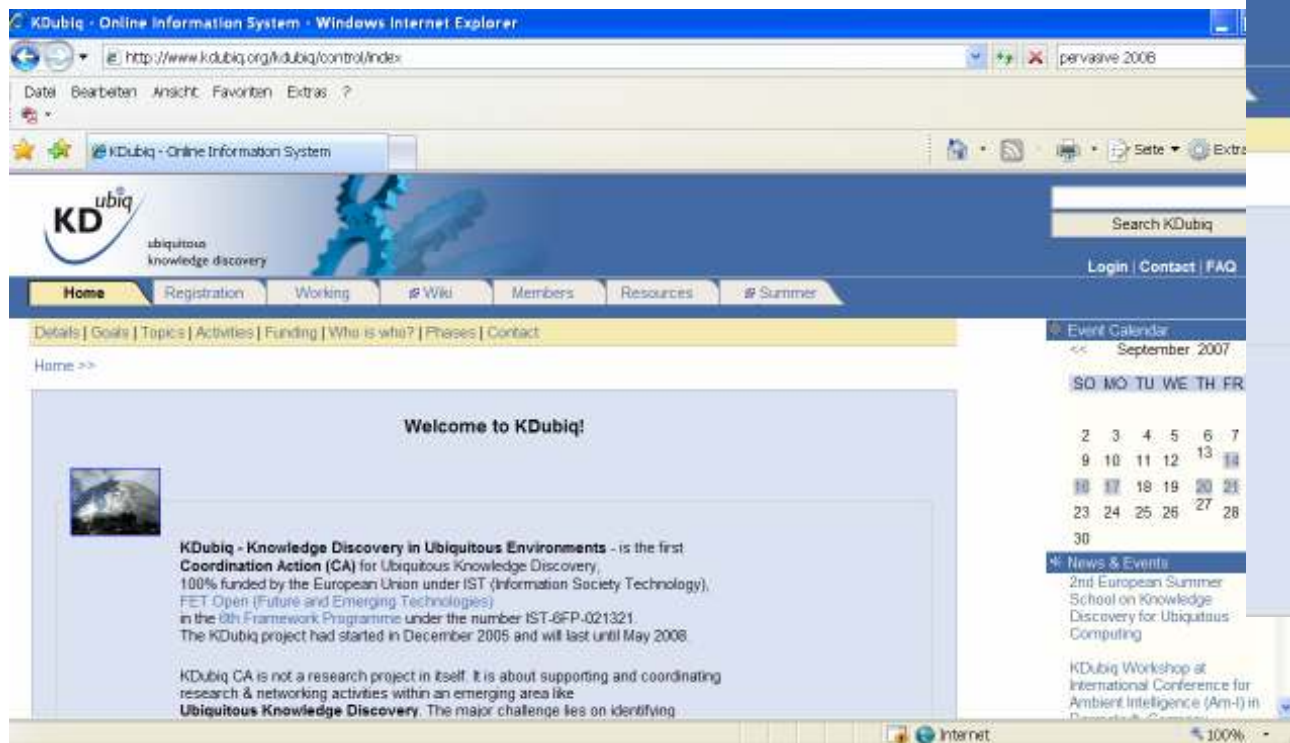 KDubiq - Online Information System - Windows Internet Explorer
http://www.kdubiq.org/kdubiq/control/index
pervasive 2008
Datei Bearbeiten Ansicht Favoriten Extras ?
KDubiq - Online Information System
Seite
Extra
KD ubiq
ubiquitous
knowledge discovery
Search KDubiq
Login | Contact | FAQ
Home Registration Working Wiki Members Resources Summer
Details | Goals | Topics | Activities | Funding | Who is who? | Phases | Contact
Home >>
Welcome to KDubiq!
KDubiq - Knowledge Discovery in Ubiquitous Environments - is the first
Coordination Action (CA) for Ubiquitous Knowledge Discovery,
100% funded by the European Union under IST (Information Society Technology),
FET Open (Future and Emerging Technologies)
in the 6th Framework Programme under the number IST-6FP-021321.
The KDubiq project had started in December 2005 and will last until May 2008.
KDubiq CA is not a research project in itself. It is about supporting and coordinating
research & networking activities within an emerging area like
Ubiquitous Knowledge Discovery. The major challenge lies on identifying
Event Calendar
<< September 2007
SO MO TU WE TH FR
2 3 4 5 6 7
9 10 11 12 13 14
16 17 18 19 20 21
23 24 25 26 27 28
30
News & Events
2nd European Summer
School on Knowledge
Discovery for Ubiquitous
Computing
KDubiq Workshop at
International Conference for
Ambient Intelligence (Am-I) in
Internet
100%